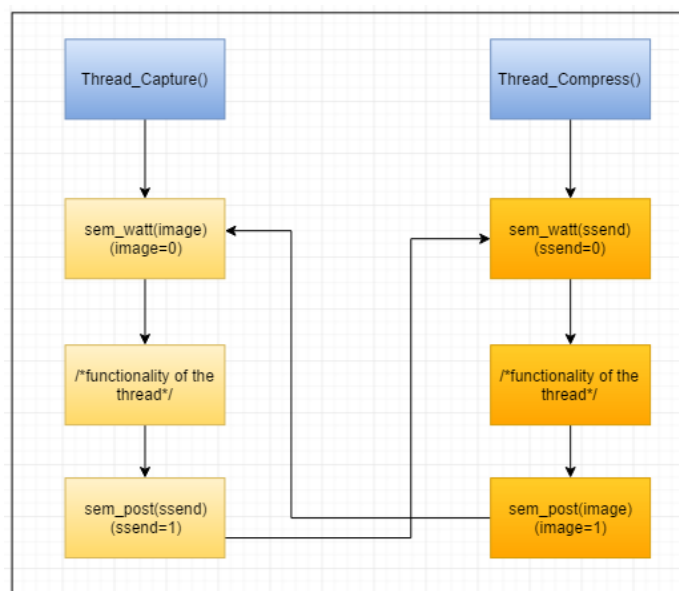 Thread_Capture()
Thread_Compress()
sem_watt(image)
(image=0)
sem_watt(ssend)
(ssend=0)
/*functionality of the
thread*/
/*functionality of the
thread*/
sem_post(ssend)
(ssend=1)
sem_post(image)
(image=1)